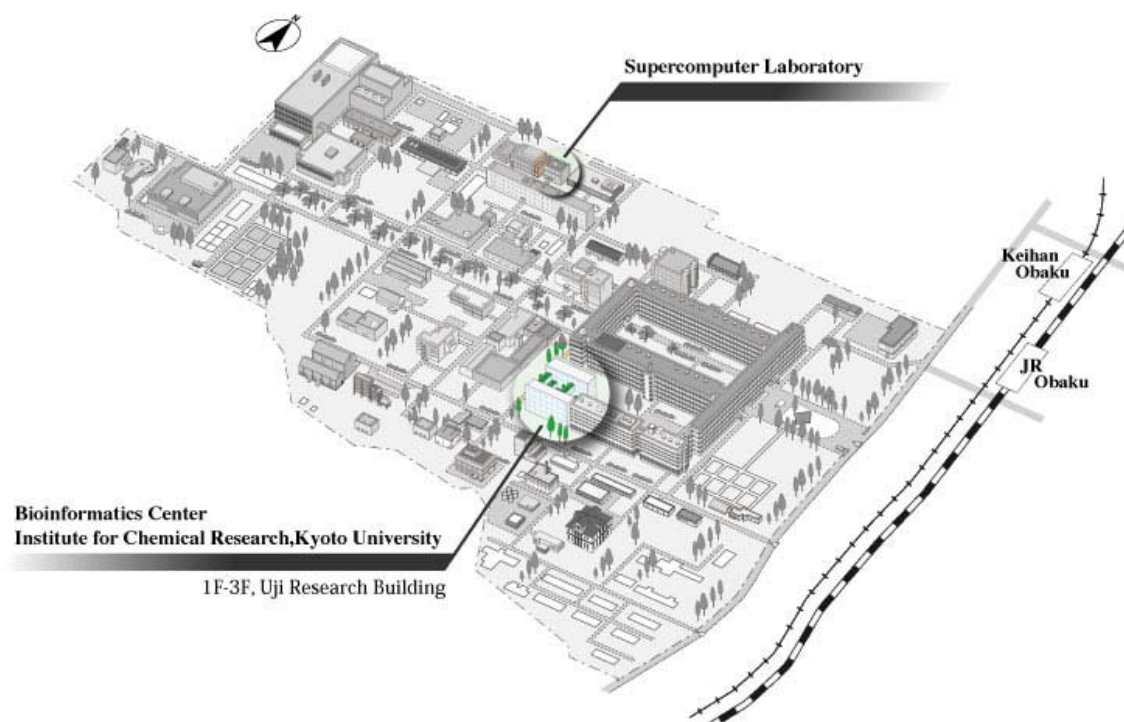 N
Supercomputer Laboratory
Keihan
Obaku
JR
Obaku
Bioinformatics Center
Institute for Chemical Research,Kyoto University
1F-3F, Uji Research Building